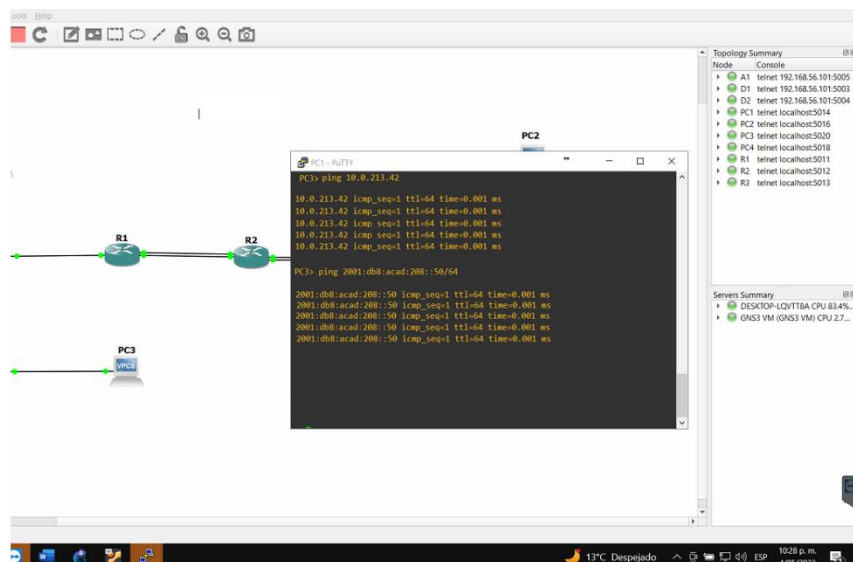 ools Help
Topology Summary
Node Console
A1 telnet 192.168.56.101:5005
D1 telnet 192.168.56.101:5003
D2 telnet 192.168.56.101:5004
PC1 telnet localhost:5014
PC2 telnet localhost:5016
PC3 telnet localhost:5020
PC4 telnet localhost:5018
R1 telnet localhost:5011
R2 telnet localhost:5012
R3 telnet localhost:5013
PC2
PC1 - PuTTY
PC3> ping 10.0.213.42
10.0.213.42 icmp_seq=1 ttl=64 time=0.001 ms
10.0.213.42 icmp_seq=1 ttl=64 time=0.001 ms
10.0.213.42 icmp_seq=1 ttl=64 time=0.001 ms
10.0.213.42 icmp_seq=1 ttl=64 time=0.001 ms
10.0.213.42 icmp_seq=1 ttl=64 time=0.001 ms
PC3> ping 2001:db8:acad:208::50/64
2001:db8:acad:208::50 icmp_seq=1 ttl=64 time=0.001 ms
2001:db8:acad:208::50 icmp_seq=1 ttl=64 time=0.001 ms
2001:db8:acad:208::50 icmp_seq=1 ttl=64 time=0.001 ms
2001:db8:acad:208::50 icmp_seq=1 ttl=64 time=0.001 ms
2001:db8:acad:208::50 icmp_seq=1 ttl=64 time=0.001 ms
R1
R2
PC3
VPCS
Servers Summary
DESKTOP-LQVTT8A CPU 83.4%...
GNS3 VM (GNS3 VM) CPU 2.7...
13°C Despejado
ESP
10:28 p. m.